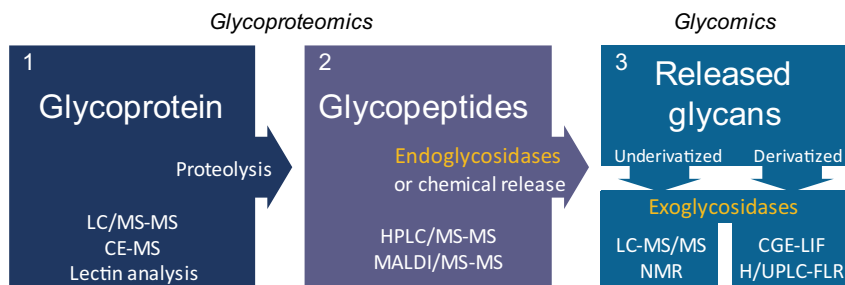 Glycoproteomics
Glycomics
1
Glycoprotein
Proteolysis
LC/MS-MS
CE-MS
Lectin analysis
2
Glycopeptides
Endoglycosidases
or chemical release
HPLC/MS-MS
MALDI/MS-MS
3
Released
glycans
Underivatized
Derivatized
Exoglycosidases
LC-MS/MS
NMR
CGE-LIF
H/UPLC-FLR